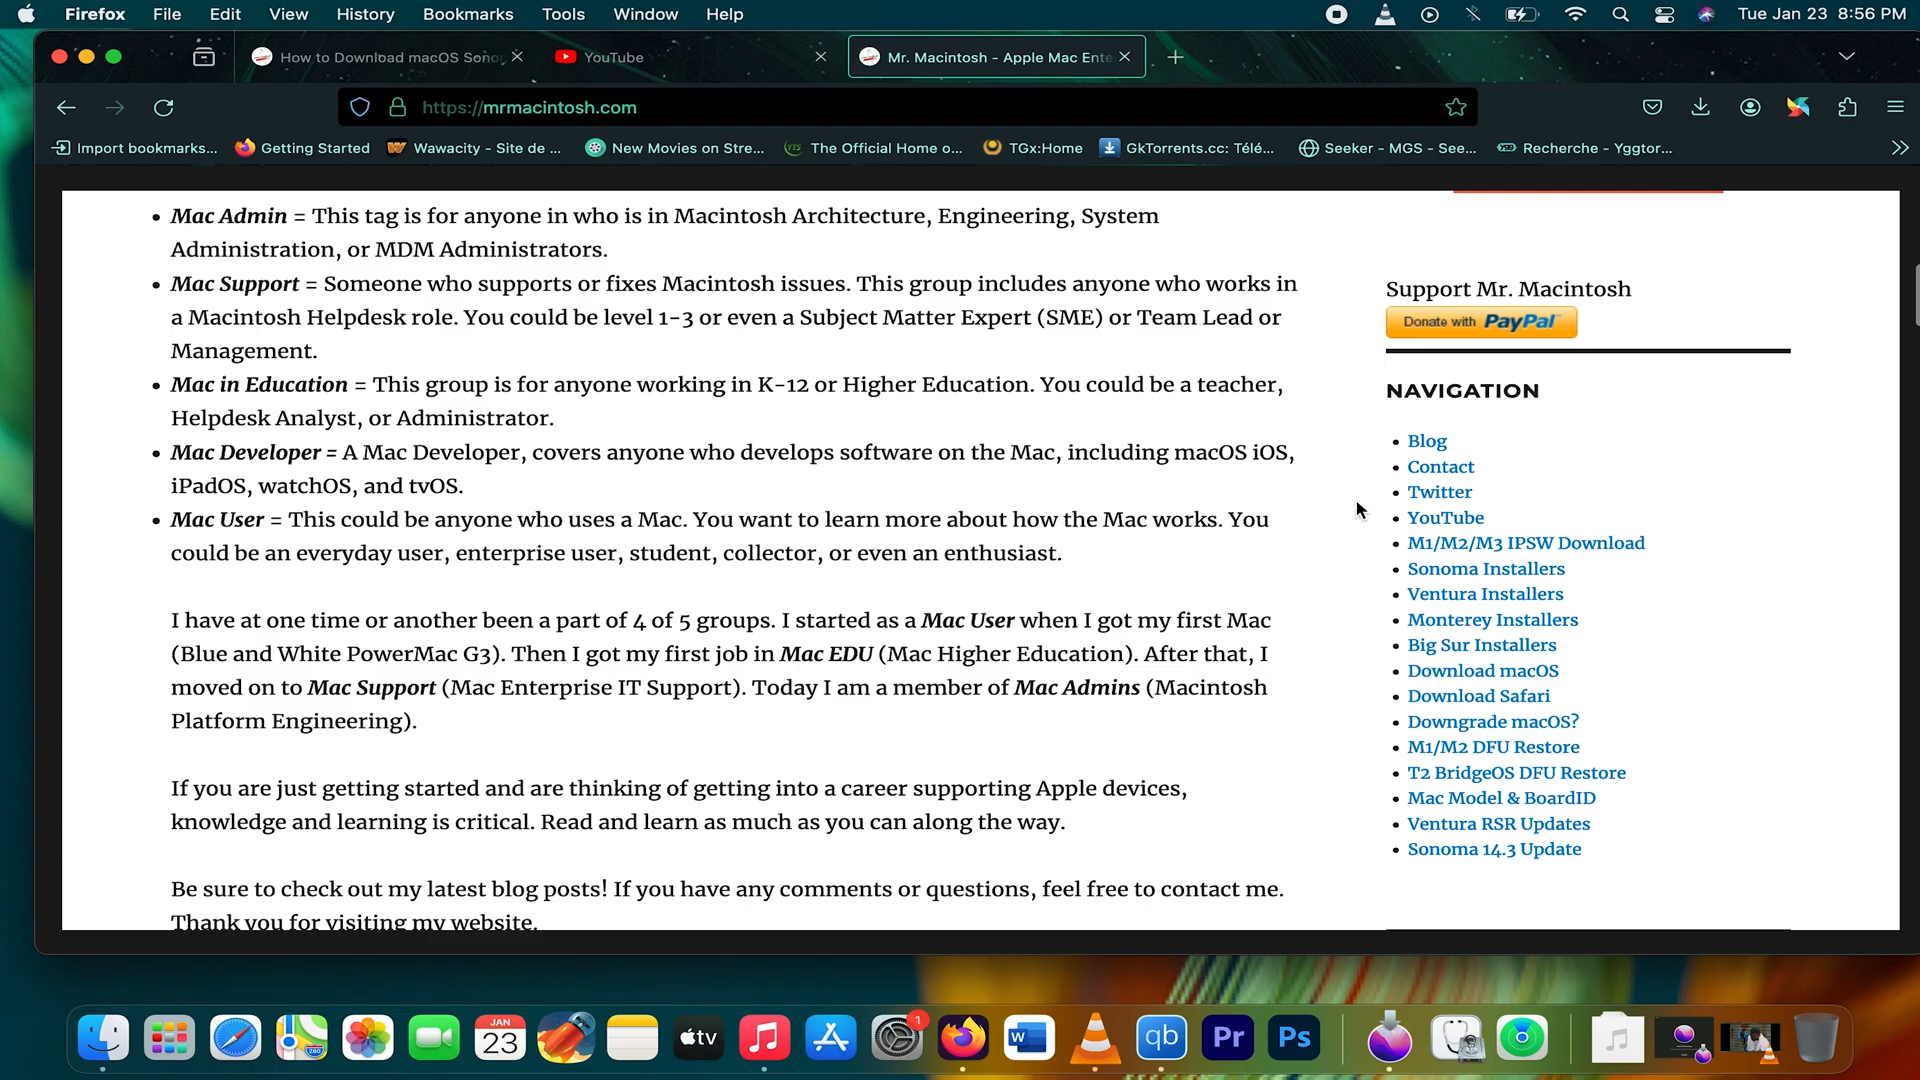 Firefox File Edit View History Bookmarks Tools Window Help Tue Jan 23 8:56 PM
How to Download macOS Sono
YouTube
Mr. Macintosh - Apple Mac Ente
https://mrmacintosh.com
Import bookmarks... Getting Started Wawacity - Site de ... New Movies on Stre... The Official Home o... TGx:Home GkTorrents.cc: Télé... Seeker - MGS - See... Recherche - Yggtor...
• Mac Admin = This tag is for anyone in who is in Macintosh Architecture, Engineering, System
Administration, or MDM Administrators.
• Mac Support = Someone who supports or fixes Macintosh issues. This group includes anyone who works in
a Macintosh Helpdesk role. You could be level 1-3 or even a Subject Matter Expert (SME) or Team Lead or
Management.
• Mac in Education = This group is for anyone working in K-12 or Higher Education. You could be a teacher,
Helpdesk Analyst, or Administrator.
• Mac Developer = A Mac Developer, covers anyone who develops software on the Mac, including macOS iOS,
iPadOS, watchOS, and tvOS.
• Mac User = This could be anyone who uses a Mac. You want to learn more about how the Mac works. You
could be an everyday user, enterprise user, student, collector, or even an enthusiast.
I have at one time or another been a part of 4 of 5 groups. I started as a Mac User when I got my first Mac
(Blue and White PowerMac G3). Then I got my first job in Mac EDU (Mac Higher Education). After that, I
moved on to Mac Support (Mac Enterprise IT Support). Today I am a member of Mac Admins (Macintosh
Platform Engineering).
If you are just getting started and are thinking of getting into a career supporting Apple devices,
knowledge and learning is critical. Read and learn as much as you can along the way.
Be sure to check out my latest blog posts! If you have any comments or questions, feel free to contact me.
Thank you for visiting my website.
Support Mr. Macintosh
Donate with PayPal
NAVIGATION
• Blog
• Contact
• Twitter
• YouTube
• M1/M2/M3 IPSW Download
• Sonoma Installers
• Ventura Installers
• Monterey Installers
• Big Sur Installers
• Download macOS
• Download Safari
• Downgrade macOS?
• M1/M2 DFU Restore
• T2 BridgeOS DFU Restore
• Mac Model & BoardID
• Ventura RSR Updates
• Sonoma 14.3 Update
JAN
23
tv
1
W
qb
Pr
Ps